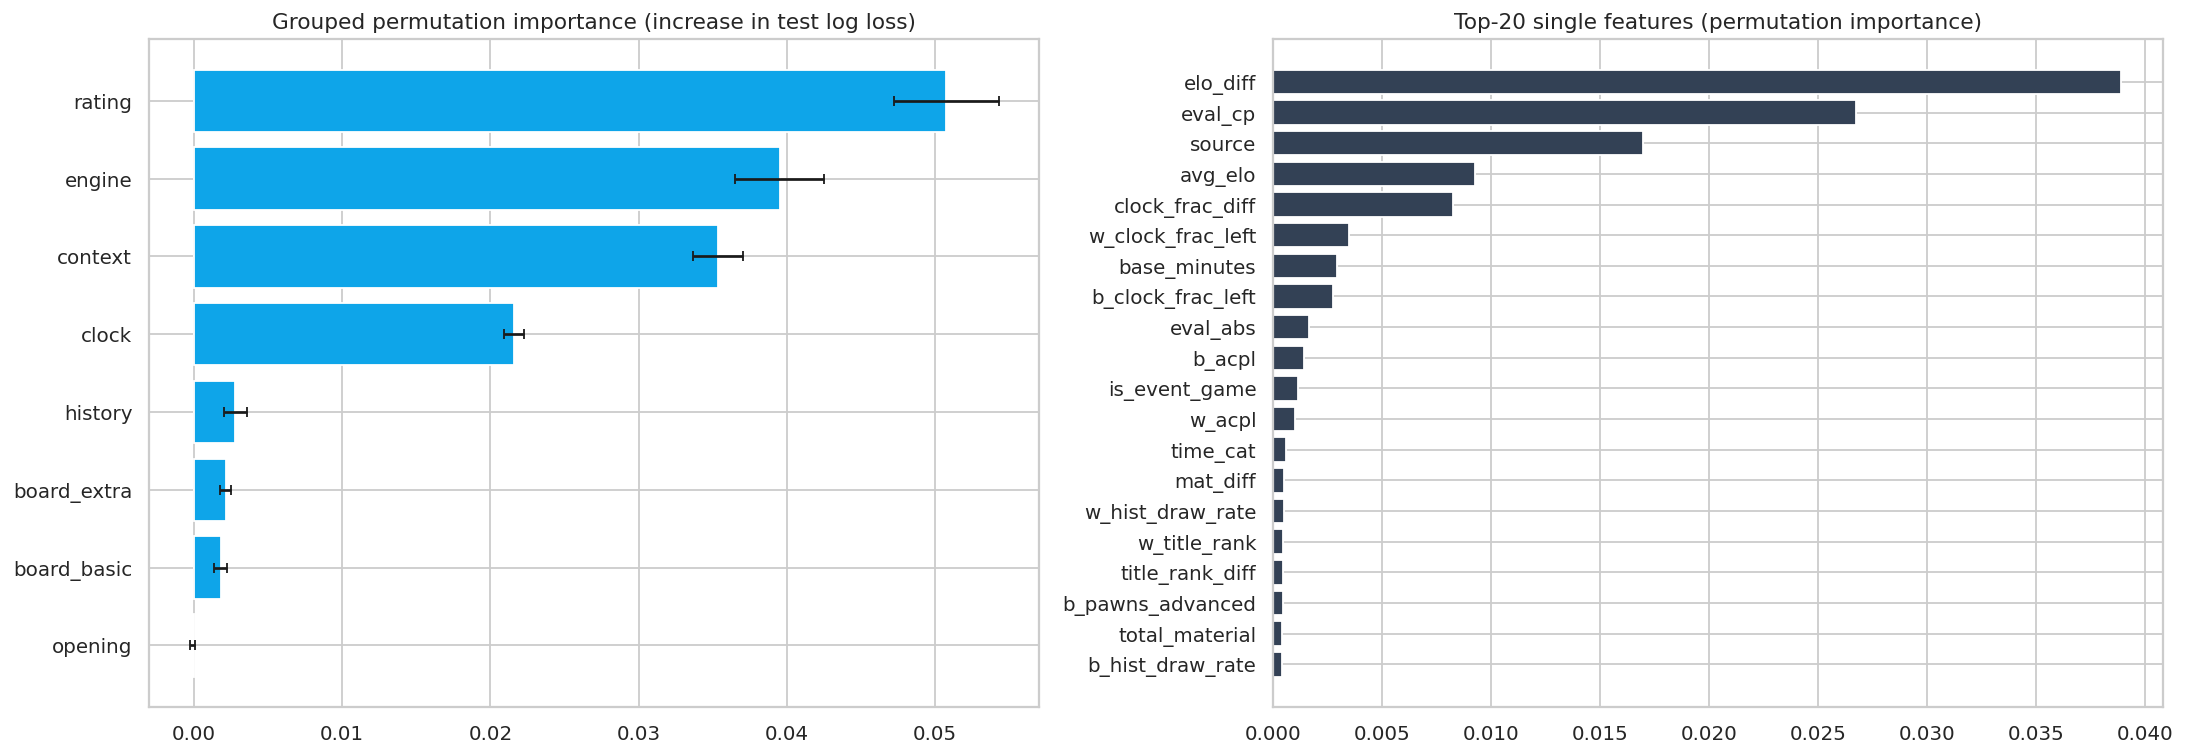 Grouped permutation importance (increase in test log loss)
rating
engine
context
clock
history
board_extra
board_basic
opening
0.00 0.01 0.02 0.03 0.04 0.05
Top-20 single features (permutation importance)
elo_diff
eval_cp
source
avg_elo
clock_frac_diff
w_clock_frac_left
base_minutes
b_clock_frac_left
eval_abs
b_acpl
is_event_game
w_acpl
time_cat
mat_diff
w_hist_draw_rate
w_title_rank
title_rank_diff
b_pawns_advanced
total_material
b_hist_draw_rate
0.000 0.005 0.010 0.015 0.020 0.025 0.030 0.035 0.040